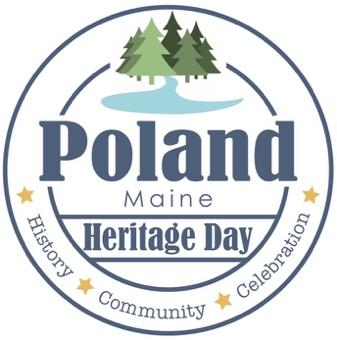 Poland
Maine
Heritage Day
History
Community
Celebration